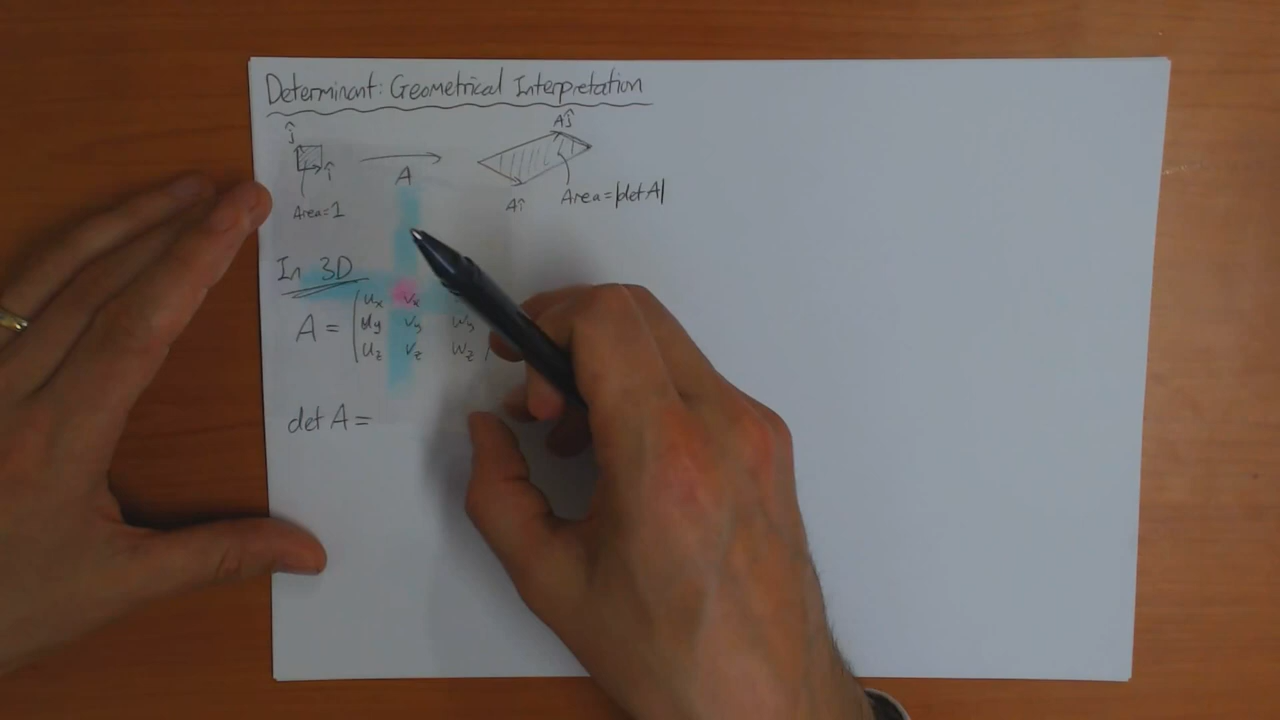 Determinant: Geometrical Interpretation
ĵ
î
Area=1
A
Aĵ
Aî
Area=|det A|
In 3D
A = ( ux vx
uy vy wy
uz vz wz
det A =